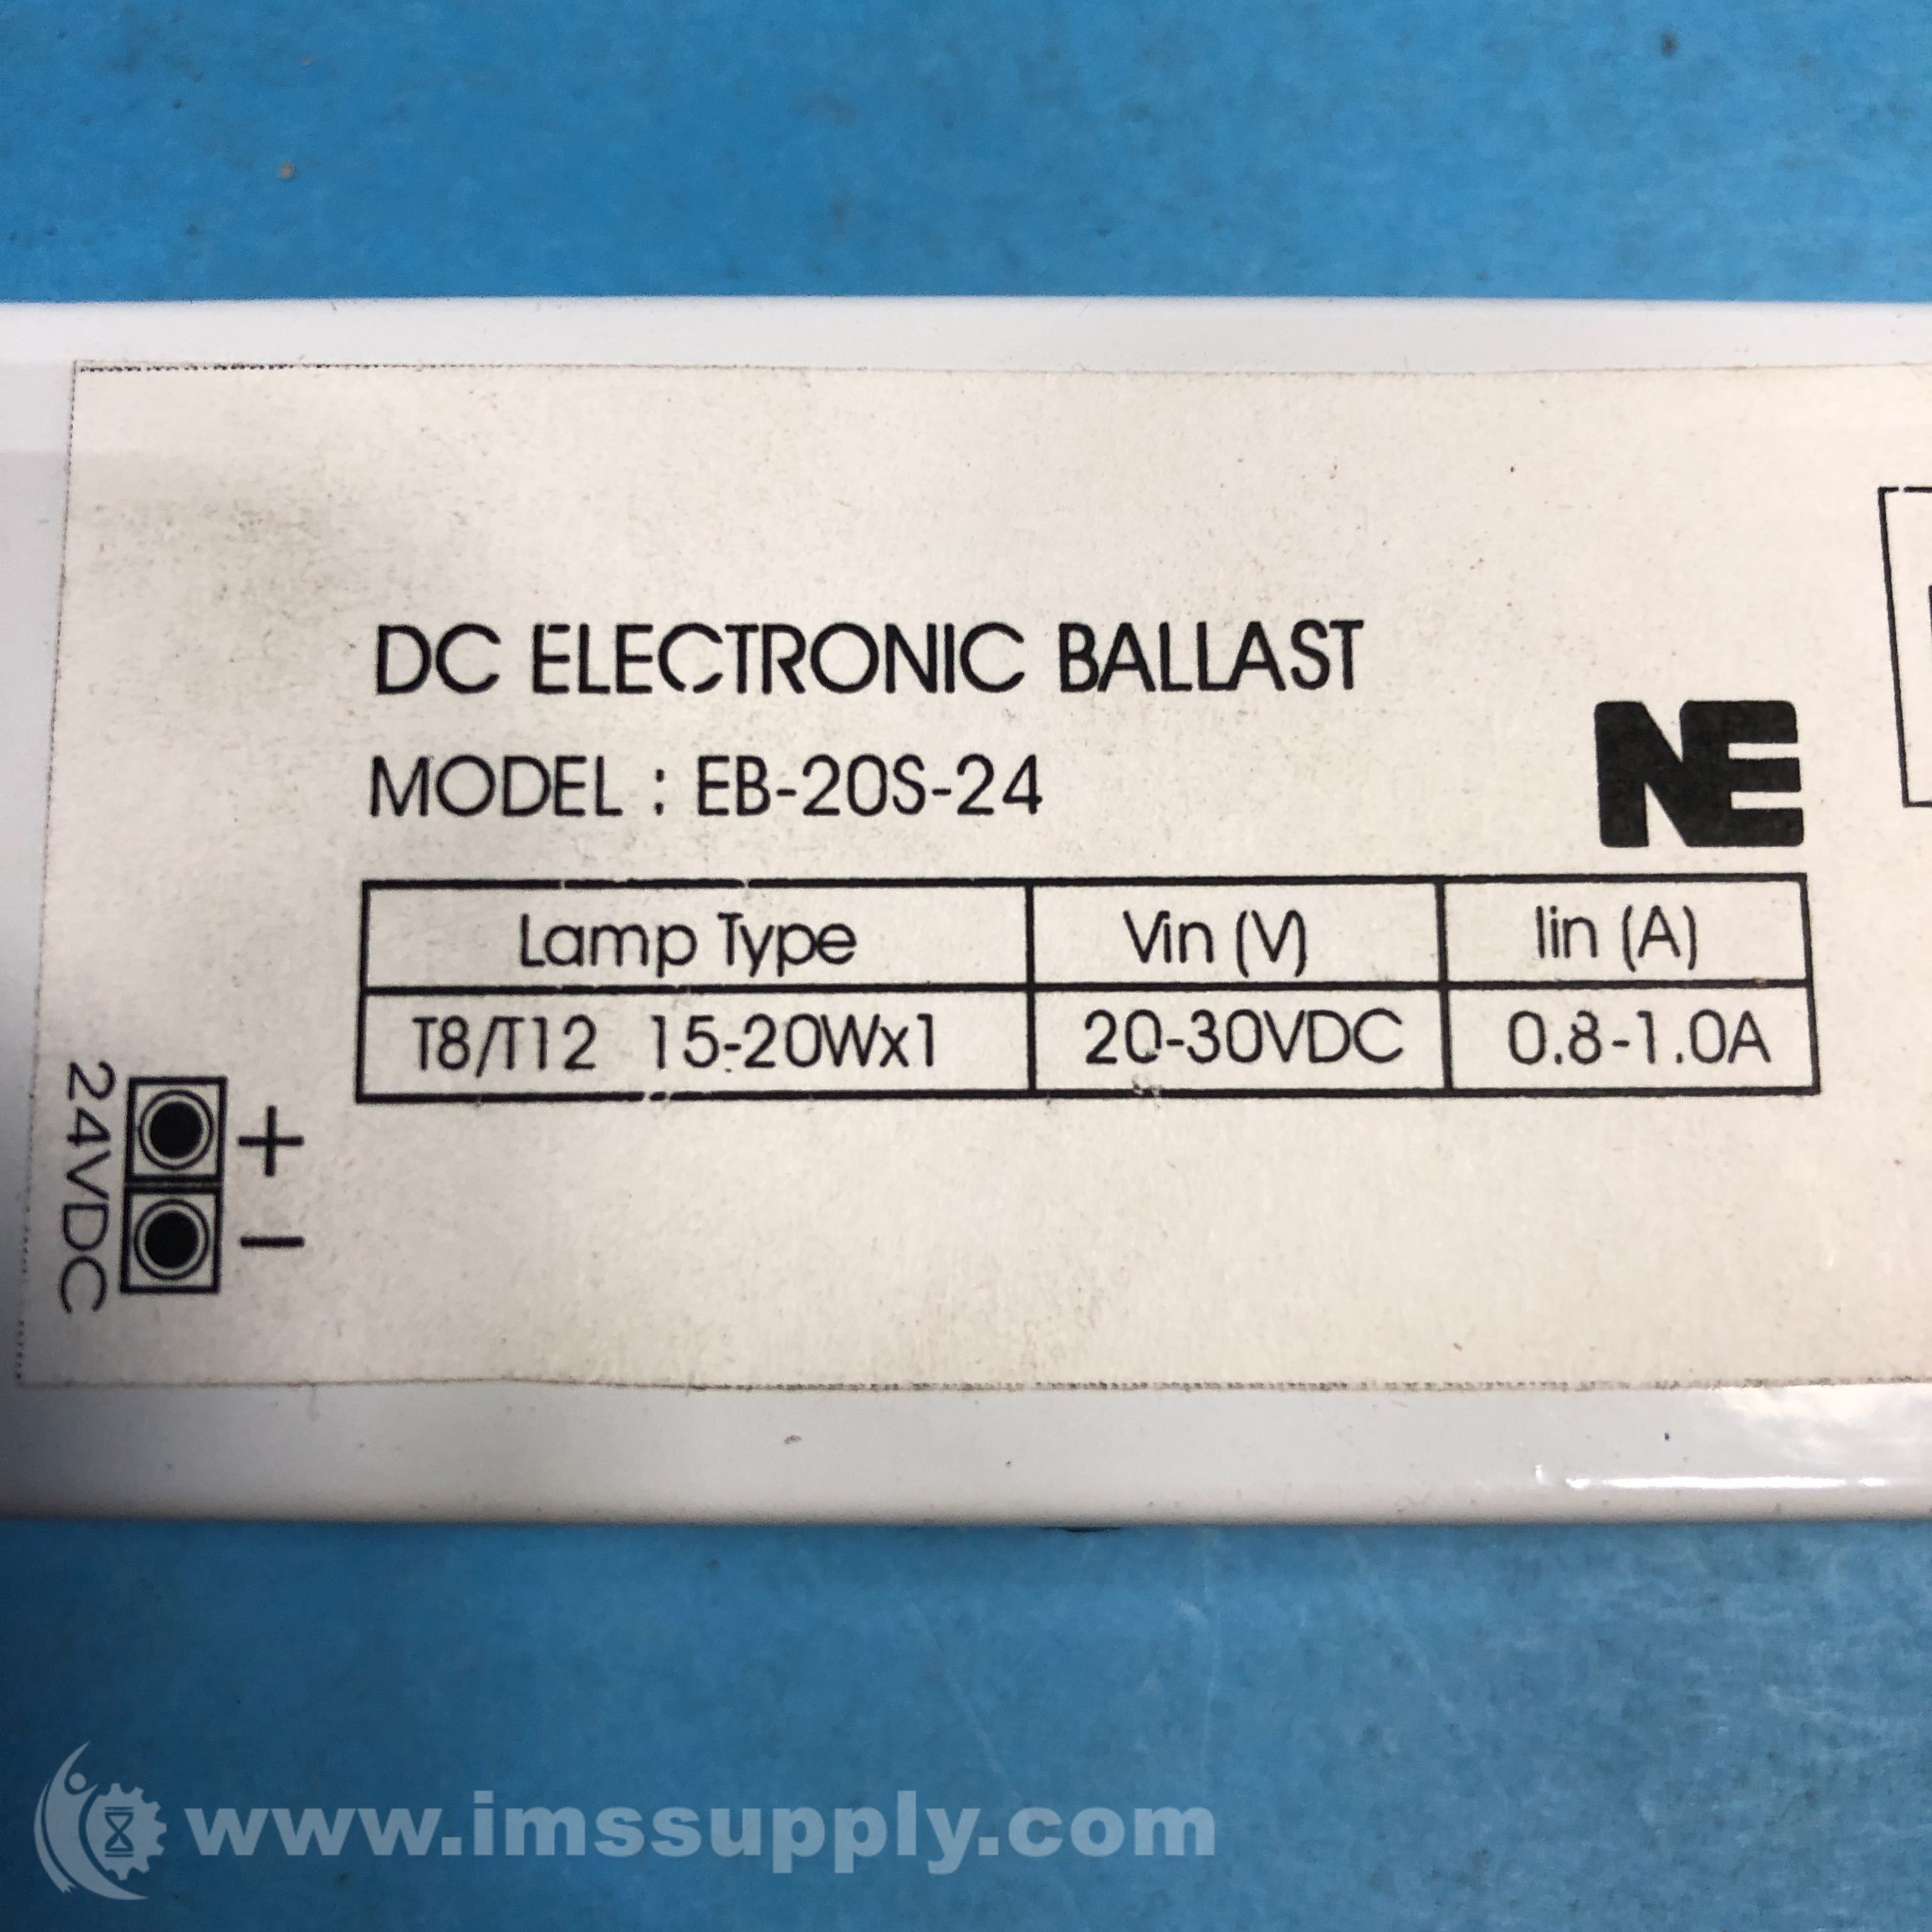 DC ELECTRONIC BALLAST
MODEL : EB-20S-24
NE
Lamp Type Vin (V) Iin (A)
T8/T12 15-20Wx1 20-30VDC 0.8-1.0A
24VDC
+
-
www.imssupply.com